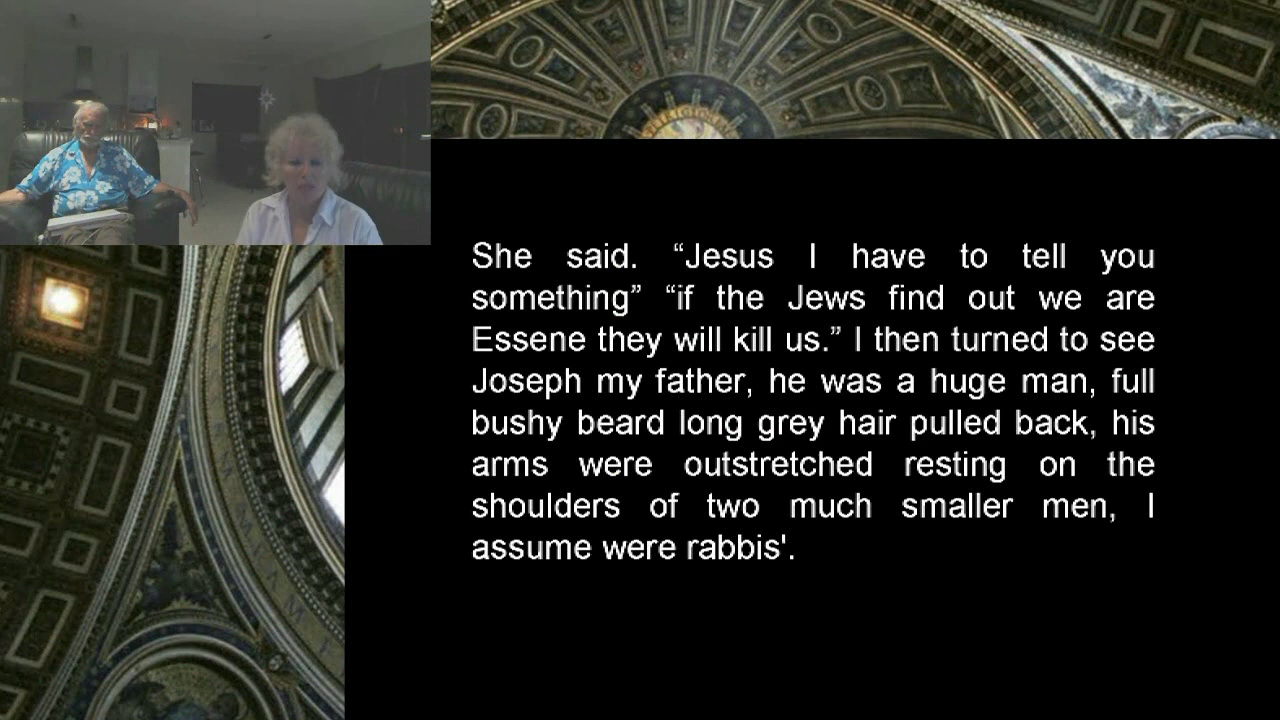 She said. “Jesus I have to tell you
something” “if the Jews find out we are
Essene they will kill us.” I then turned to see
Joseph my father, he was a huge man, full
bushy beard long grey hair pulled back, his
arms were outstretched resting on the
shoulders of two much smaller men, I
assume were rabbis'.